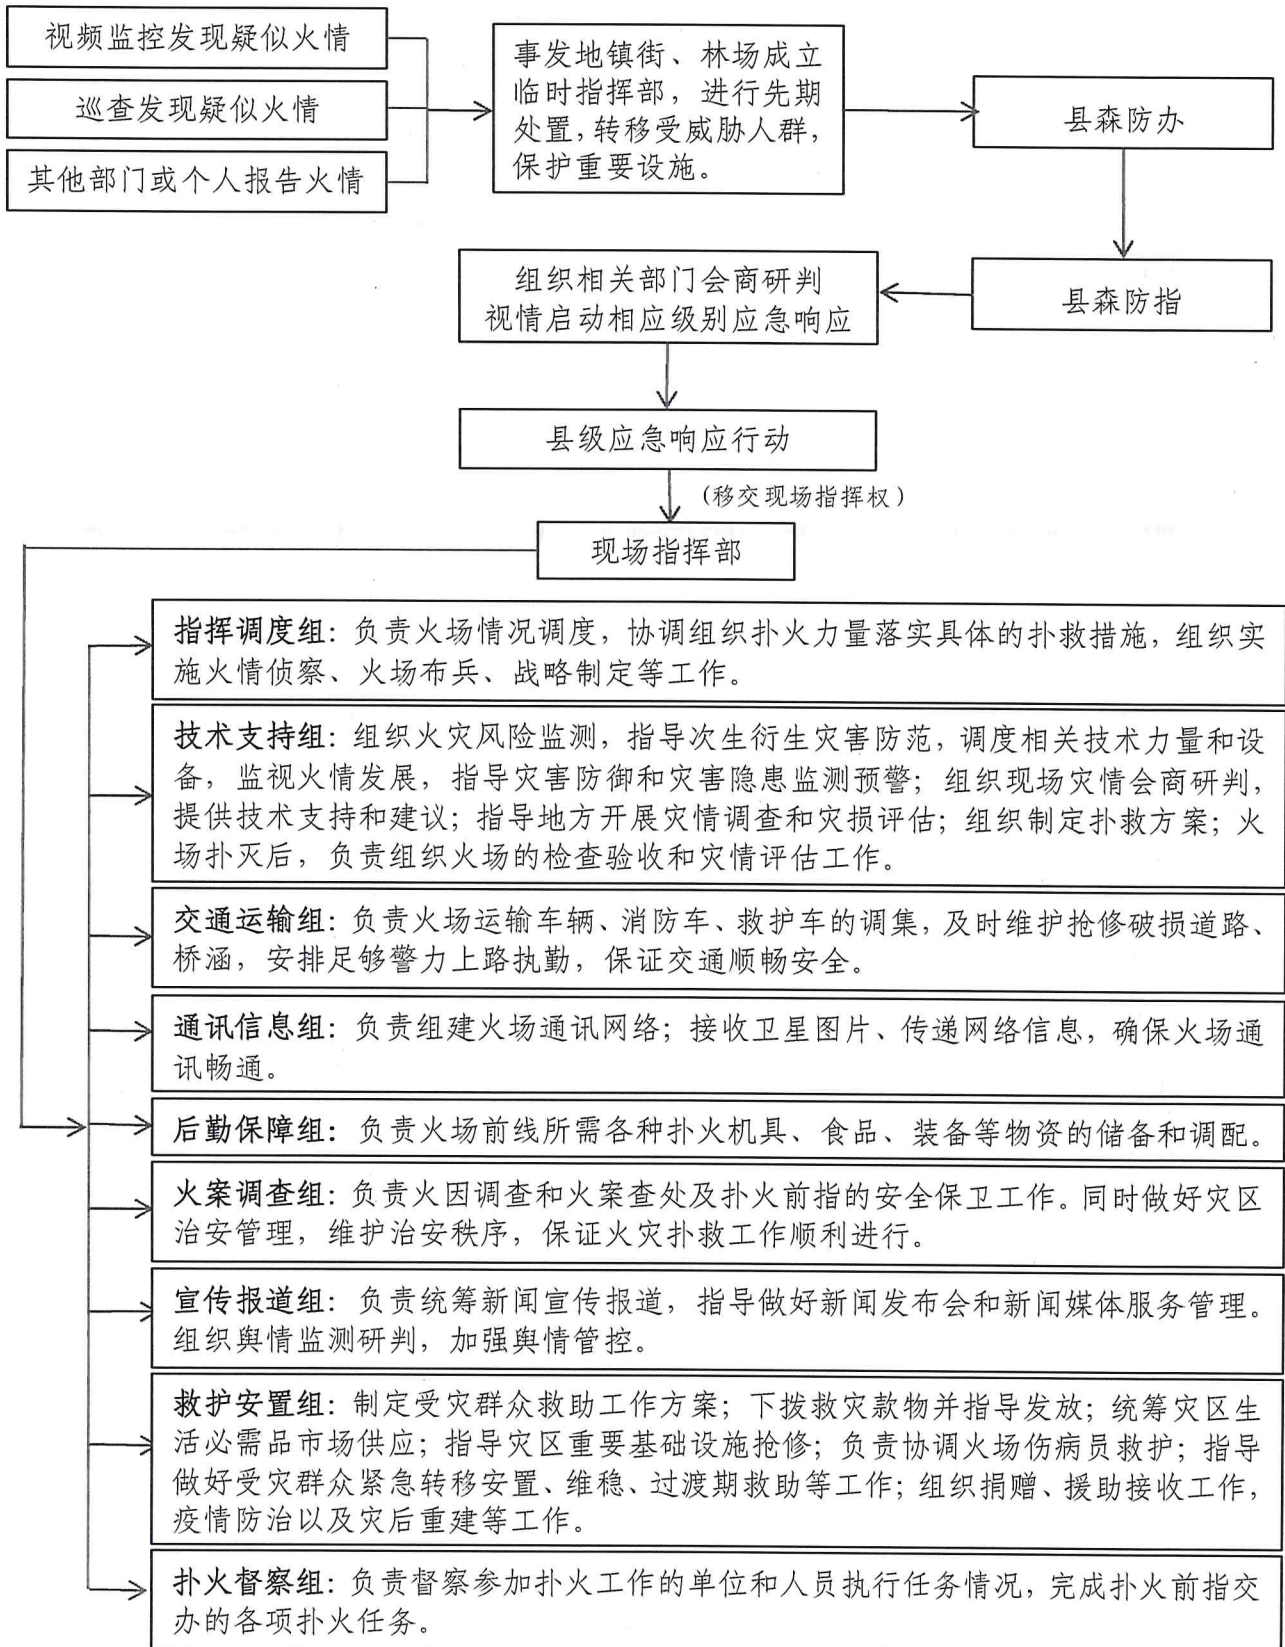 视频监控发现疑似火情
巡查发现疑似火情
其他部门或个人报告火情
事发地镇街、林场成立
临时指挥部，进行先期
处置，转移受威胁人群，
保护重要设施。
县森防办
县森防指
组织相关部门会商研判
视情启动相应级别应急响应
县级应急响应行动
(移交现场指挥权)
现场指挥部
指挥调度组：负责火场情况调度，协调组织扑火力量落实具体的扑救措施，组织实
施火情侦察、火场布兵、战略制定等工作。
技术支持组：组织火灾风险监测，指导次生衍生灾害防范，调度相关技术力量和设
备，监视火情发展，指导灾害防御和灾害隐患监测预警；组织现场灾情会商研判，
提供技术支持和建议；指导地方开展灾情调查和灾损评估；组织制定扑救方案；火
场扑灭后，负责组织火场的检查验收和灾情评估工作。
交通运输组：负责火场运输车辆、消防车、救护车的调集，及时维护抢修破损道路、
桥涵，安排足够警力上路执勤，保证交通顺畅安全。
通讯信息组：负责组建火场通讯网络；接收卫星图片、传递网络信息，确保火场通
讯畅通。
后勤保障组：负责火场前线所需各种扑火机具、食品、装备等物资的储备和调配。
火案调查组：负责火因调查和火案查处及扑火前指的安全保卫工作。同时做好灾区
治安管理，维护治安秩序，保证火灾扑救工作顺利进行。
宣传报道组：负责统筹新闻宣传报道，指导做好新闻发布会和新闻媒体服务管理。
组织舆情监测研判，加强舆情管控。
救护安置组：制定受灾群众救助工作方案；下拨救灾款物并指导发放；统筹灾区生
活必需品市场供应；指导灾区重要基础设施抢修；负责协调火场伤病员救护；指导
做好受灾群众紧急转移安置、维稳、过渡期救助等工作；组织捐赠、援助接收工作，
疫情防治以及灾后重建等工作。
扑火督察组：负责督察参加扑火工作的单位和人员执行任务情况，完成扑火前指交
办的各项扑火任务。